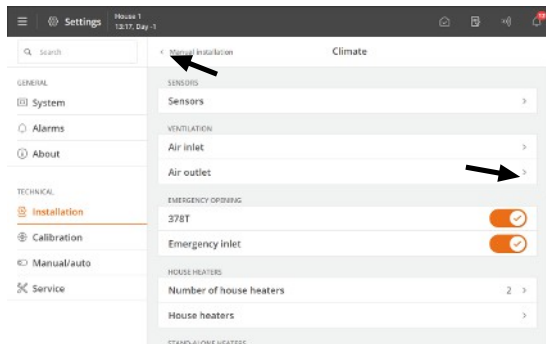 Settings
House 1
13:17, Day -1
13
Search
Manual installation
Climate
GENERAL
System
Alarms
About
TECHNICAL
Installation
Calibration
Manual/auto
Service
SENSORS
Sensors
VENTILATION
Air inlet
Air outlet
EMERGENCY OPENING
378T
Emergency inlet
HOUSE HEATERS
Number of house heaters 2
House heaters
STAND-ALONE HEATERS